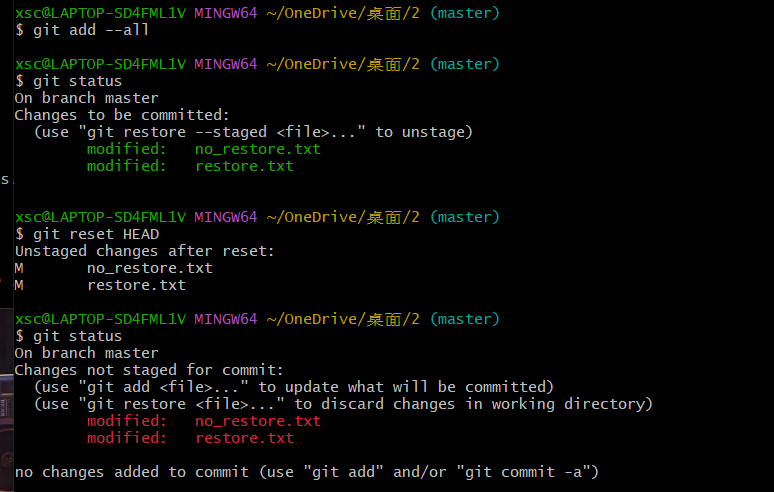 xsc@LAPTOP-SD4FML1V MINGW64 ~/OneDrive/桌面/2 (master)
$ git add --all
xsc@LAPTOP-SD4FML1V MINGW64 ~/OneDrive/桌面/2 (master)
$ git status
On branch master
Changes to be committed:
  (use "git restore --staged <file>..." to unstage)
        modified:   no_restore.txt
        modified:   restore.txt
s
xsc@LAPTOP-SD4FML1V MINGW64 ~/OneDrive/桌面/2 (master)
$ git reset HEAD
Unstaged changes after reset:
M       no_restore.txt
M       restore.txt
xsc@LAPTOP-SD4FML1V MINGW64 ~/OneDrive/桌面/2 (master)
$ git status
On branch master
Changes not staged for commit:
  (use "git add <file>..." to update what will be committed)
  (use "git restore <file>..." to discard changes in working directory)
        modified:   no_restore.txt
        modified:   restore.txt
no changes added to commit (use "git add" and/or "git commit -a")